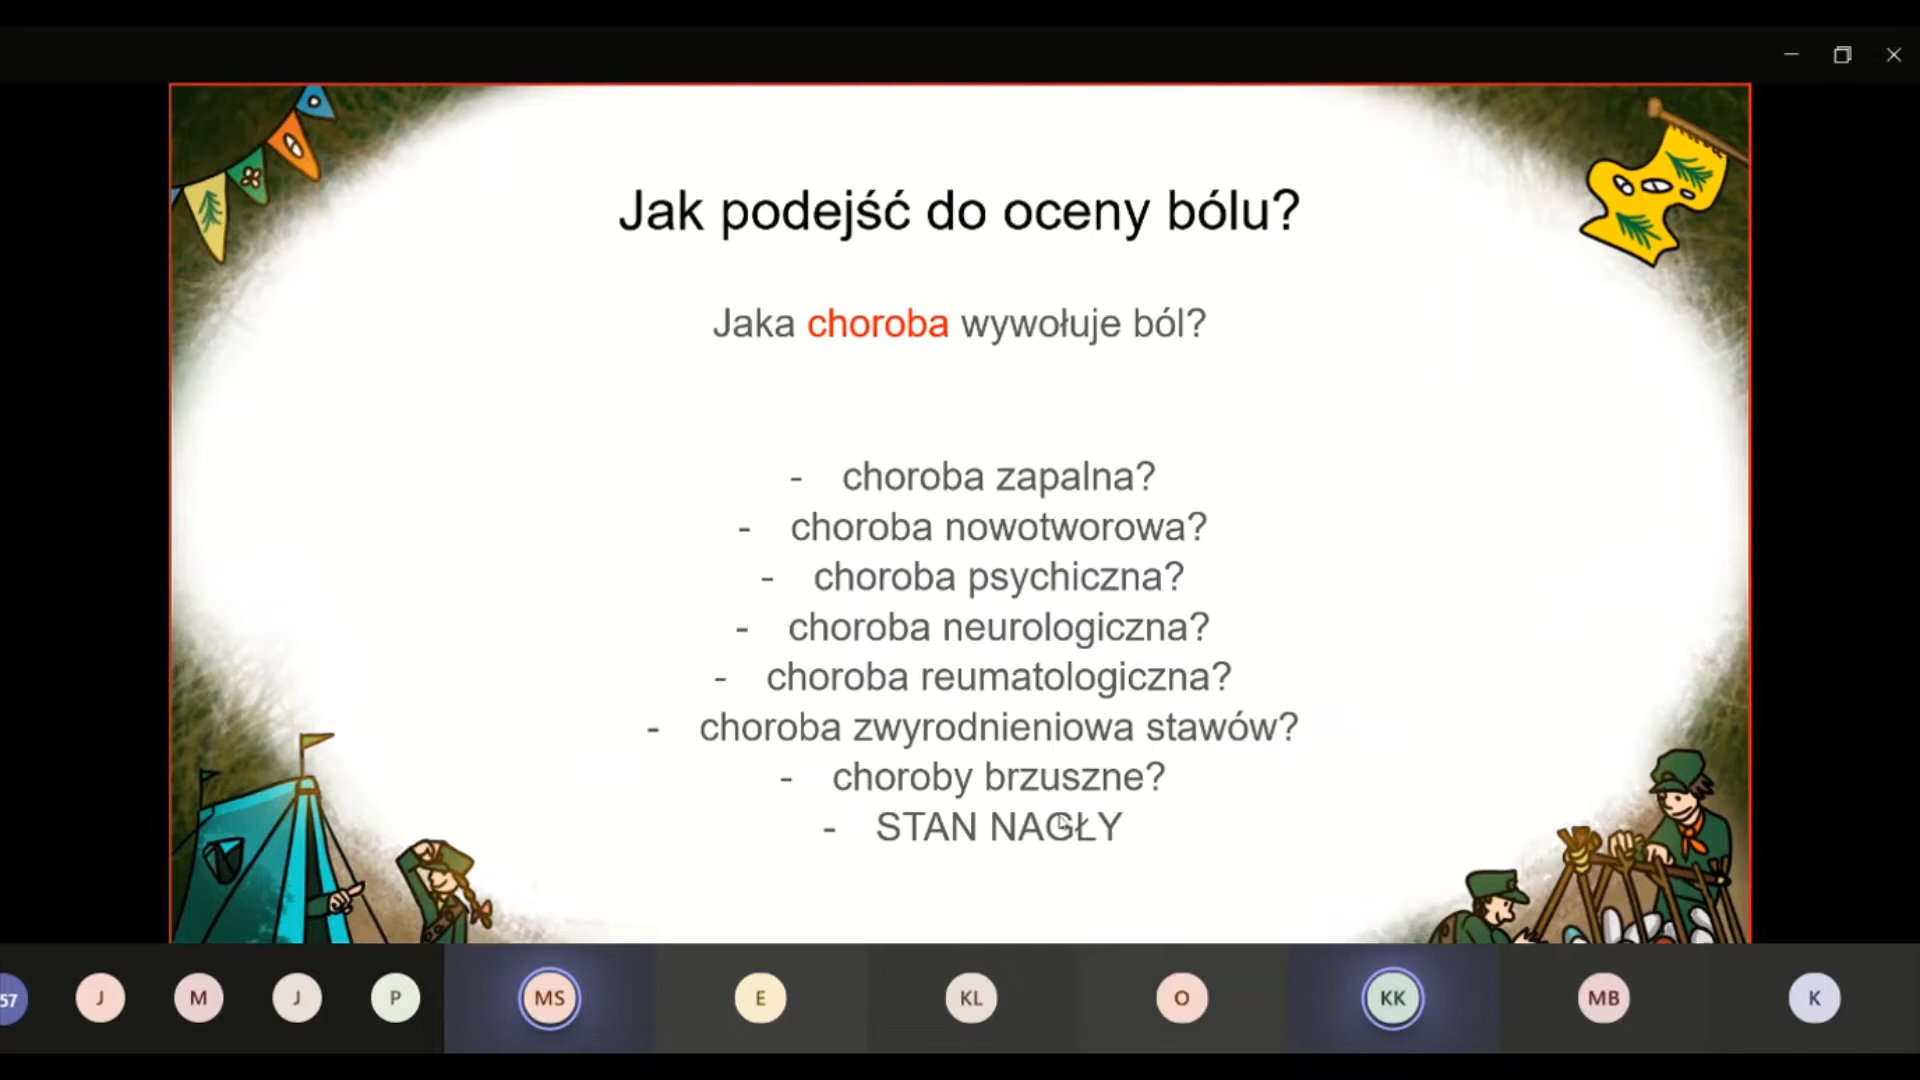 Jak podejść do oceny bólu?
Jaka choroba wywołuje ból?
- choroba zapalna?
- choroba nowotworowa?
- choroba psychiczna?
- choroba neurologiczna?
- choroba reumatologiczna?
- choroba zwyrodnieniowa stawów?
- choroby brzuszne?
- STAN NAGŁY
57 J M J P MS E KL O KK MB K